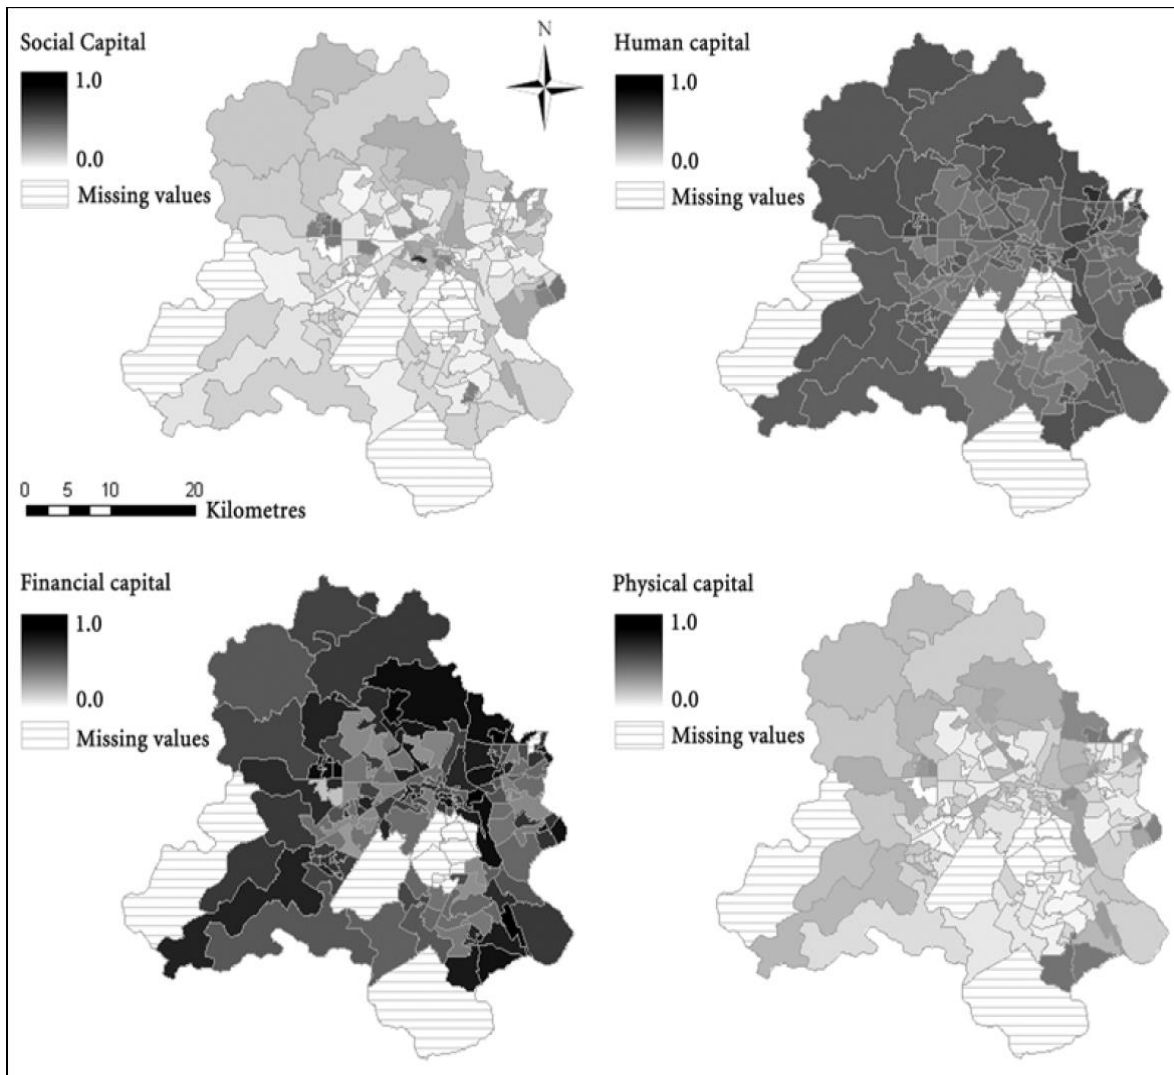 Social Capital
1.0
0.0
Missing values
N
Human capital
1.0
0.0
Missing values
0 5 10 20
Kilometres
Financial capital
1.0
0.0
Missing values
Physical capital
1.0
0.0
Missing values